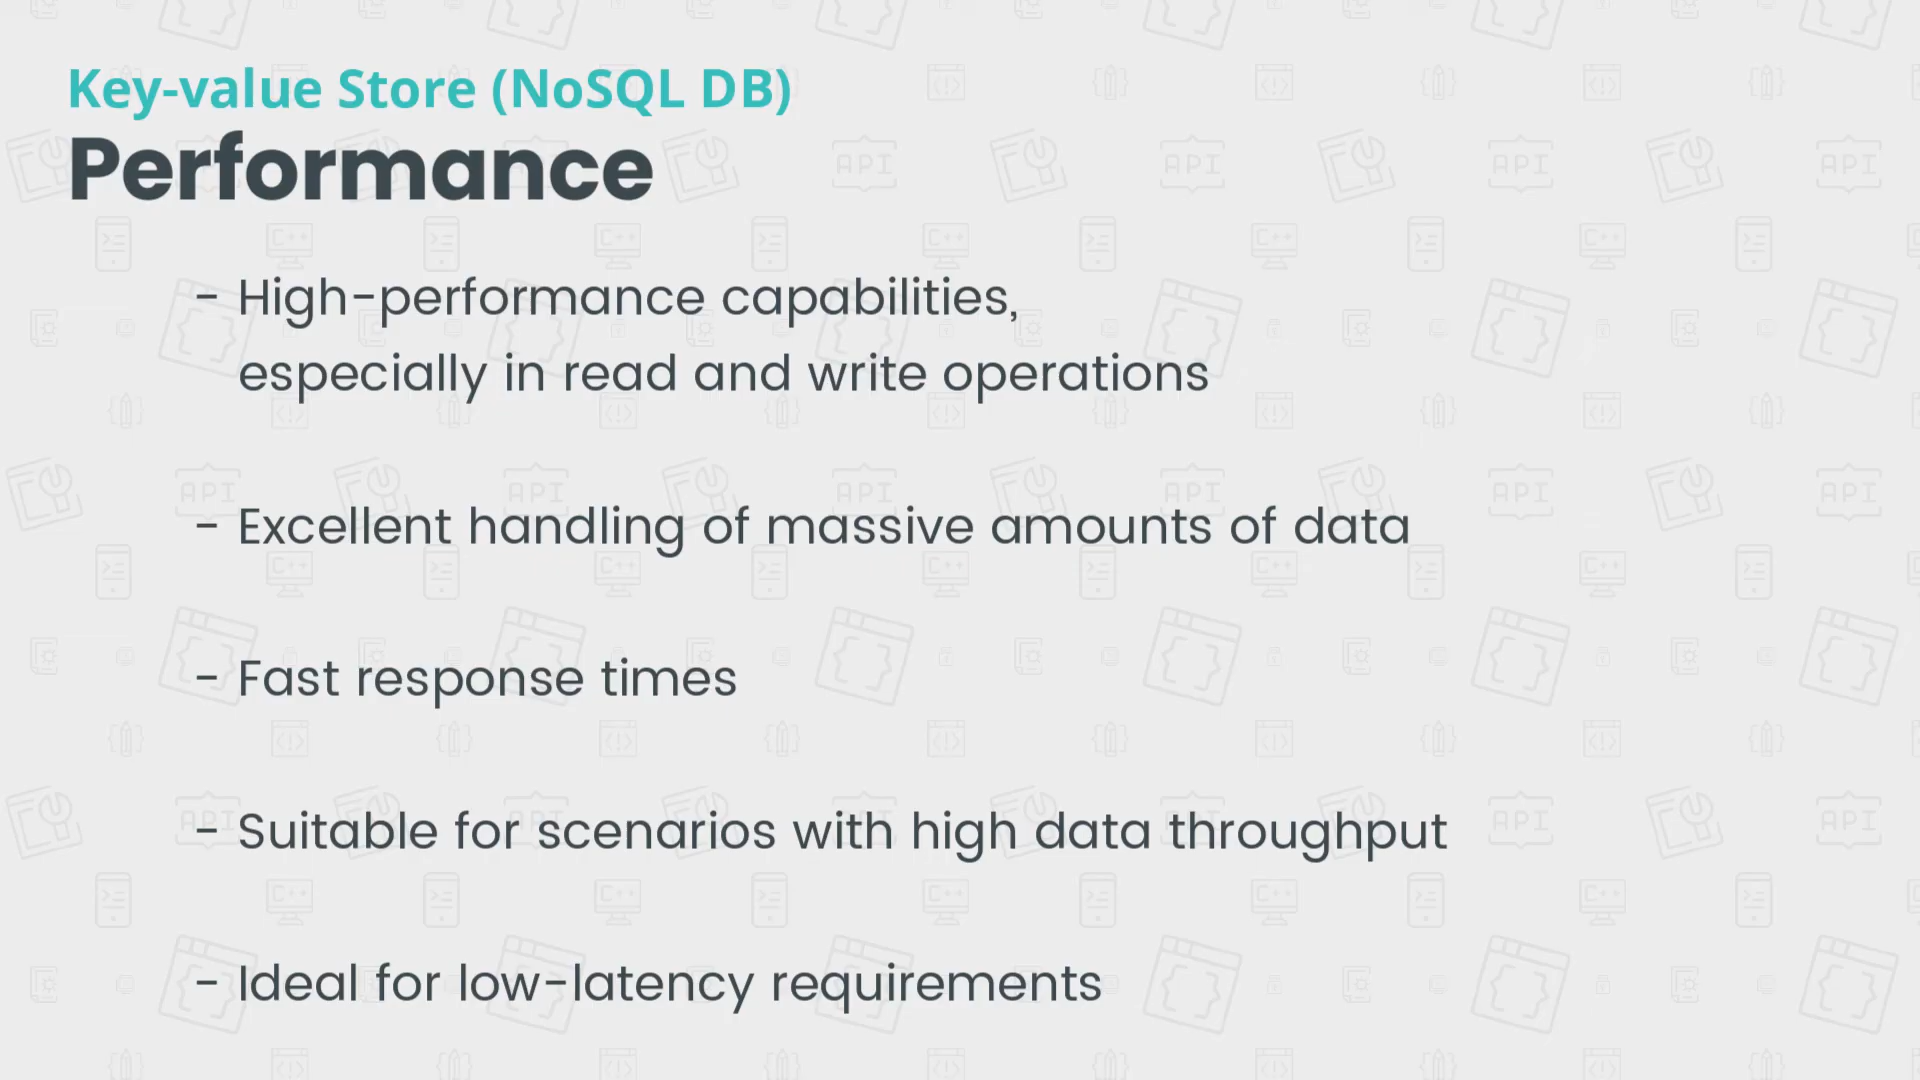 Key-value Store (NoSQL DB)
Performance
- High-performance capabilities,
especially in read and write operations
- Excellent handling of massive amounts of data
- Fast response times
- Suitable for scenarios with high data throughput
- Ideal for low-latency requirements